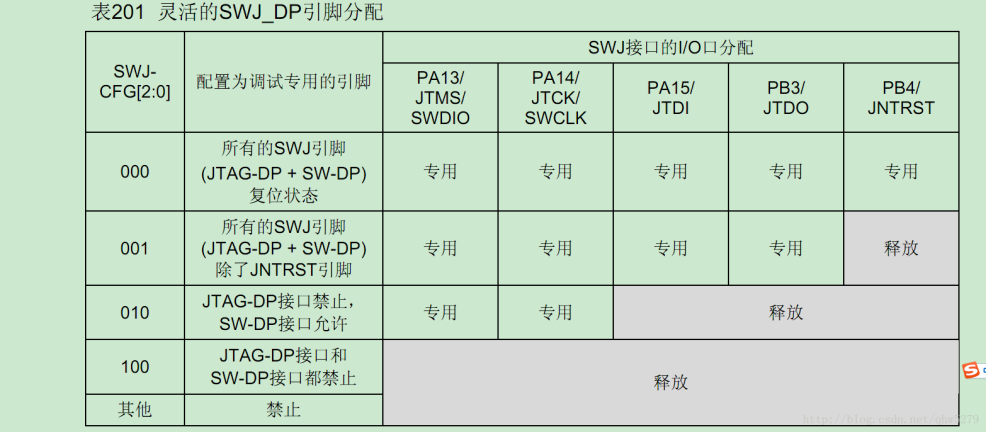 表201 灵活的SWJ_DP引脚分配
SWJ-
CFG[2:0]
配置为调试专用的引脚
SWJ接口的I/O口分配
PA13/
JTMS/
SWDIO
PA14/
JTCK/
SWCLK
PA15/
JTDI
PB3/
JTDO
PB4/
JNTRST
000
所有的SWJ引脚
(JTAG-DP + SW-DP)
复位状态
专用
专用
专用
专用
专用
001
所有的SWJ引脚
(JTAG-DP + SW-DP)
除了JNTRST引脚
专用
专用
专用
专用
释放
010
JTAG-DP接口禁止，
SW-DP接口允许
专用
专用
释放
100
JTAG-DP接口和
SW-DP接口都禁止
释放
其他
禁止